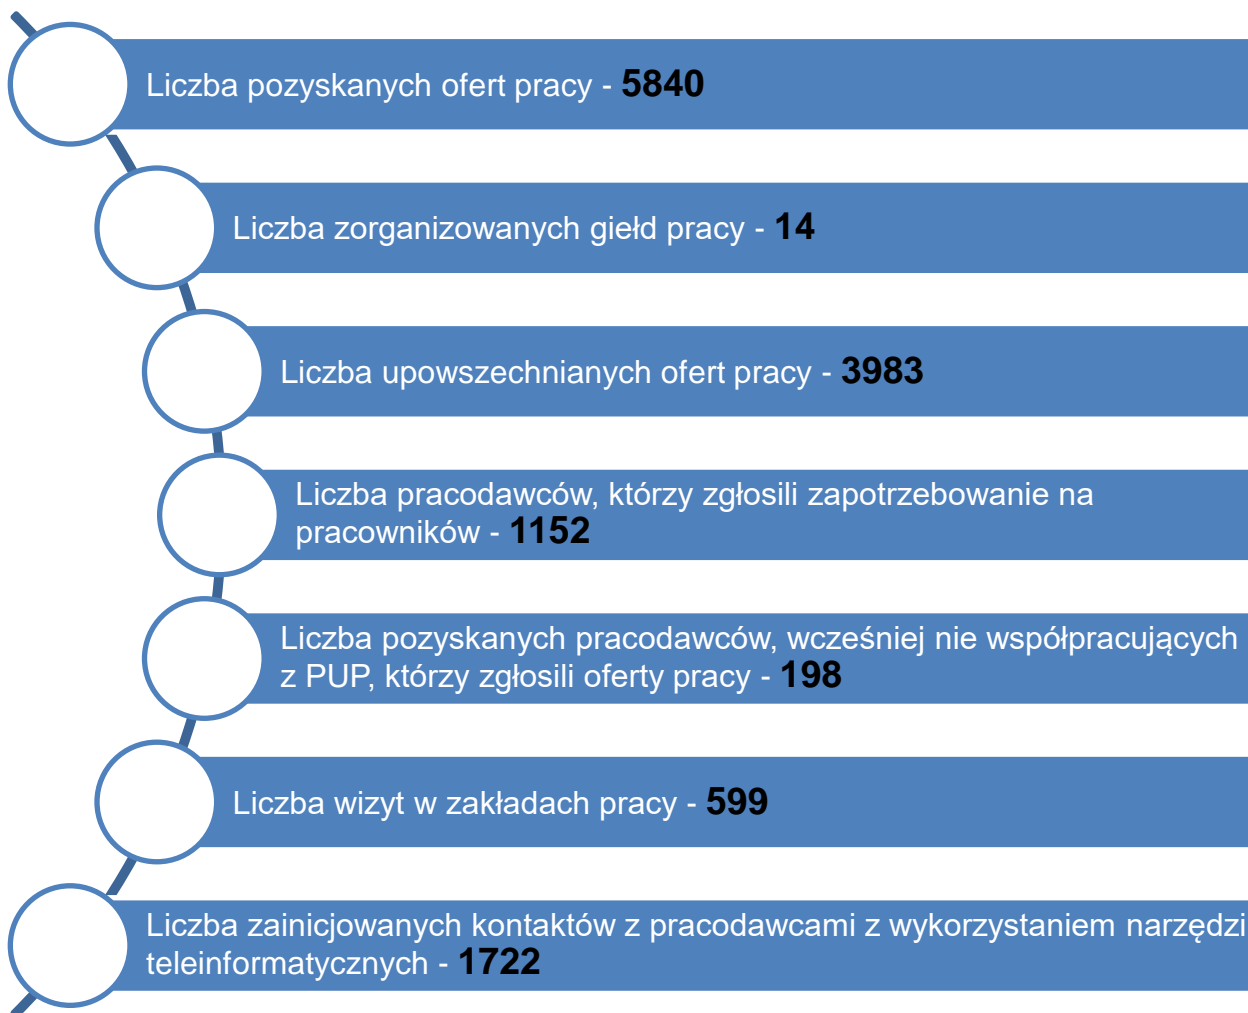 Liczba pozyskanych ofert pracy - 5840
Liczba zorganizowanych giełd pracy - 14
Liczba upowszechnianych ofert pracy - 3983
Liczba pracodawców, którzy zgłosili zapotrzebowanie na
pracowników - 1152
Liczba pozyskanych pracodawców, wcześniej nie współpracujących
z PUP, którzy zgłosili oferty pracy - 198
Liczba wizyt w zakładach pracy - 599
Liczba zainicjowanych kontaktów z pracodawcami z wykorzystaniem narzędzi
teleinformatycznych - 1722